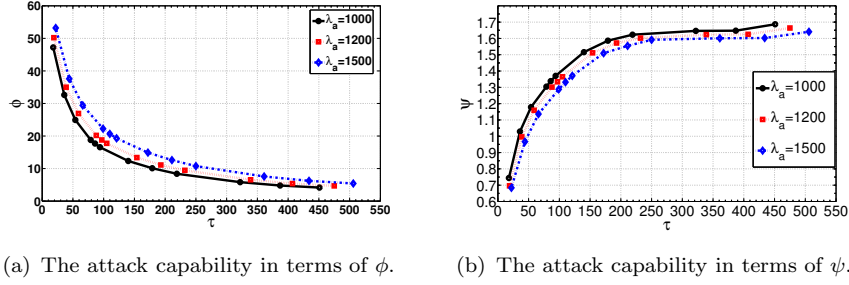 60
50
40
30
20
10
0
ϕ
0 50 100 150 200 250 300 350 400 450 500 550
τ
λa=1000
λa=1200
λa=1500
1.7
1.6
1.5
1.4
1.3
1.2
1.1
1
0.9
0.8
0.7
0.6
ψ
0 50 100 150 200 250 300 350 400 450 500 550
τ
λa=1000
λa=1200
λa=1500
(a) The attack capability in terms of ϕ.
(b) The attack capability in terms of ψ.